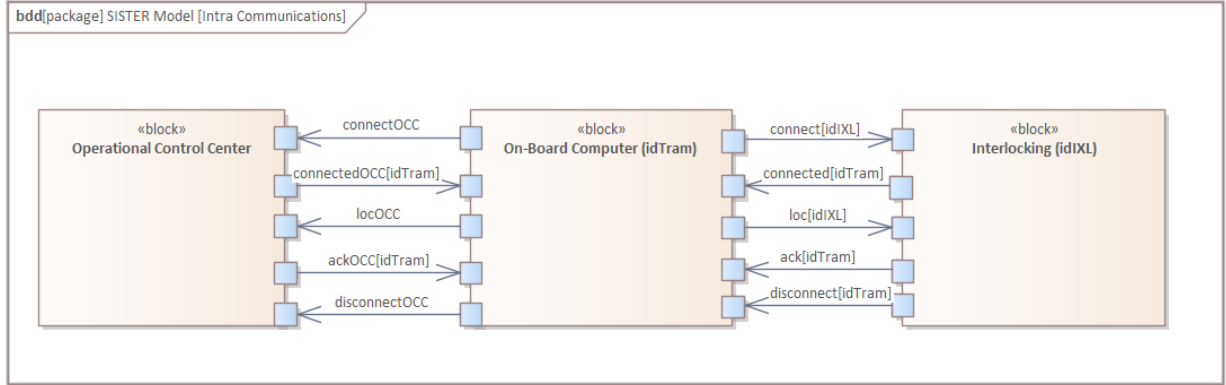 bdd[package] SISTER Model [Intra Communications]
«block»
Operational Control Center
connectOCC
connectedOCC[idTram]
locOCC
ackOCC[idTram]
disconnectOCC
«block»
On-Board Computer (idTram)
connect[idIXL]
connected[idTram]
loc[idIXL]
ack[idTram]
disconnect[idTram]
«block»
Interlocking (idIXL)